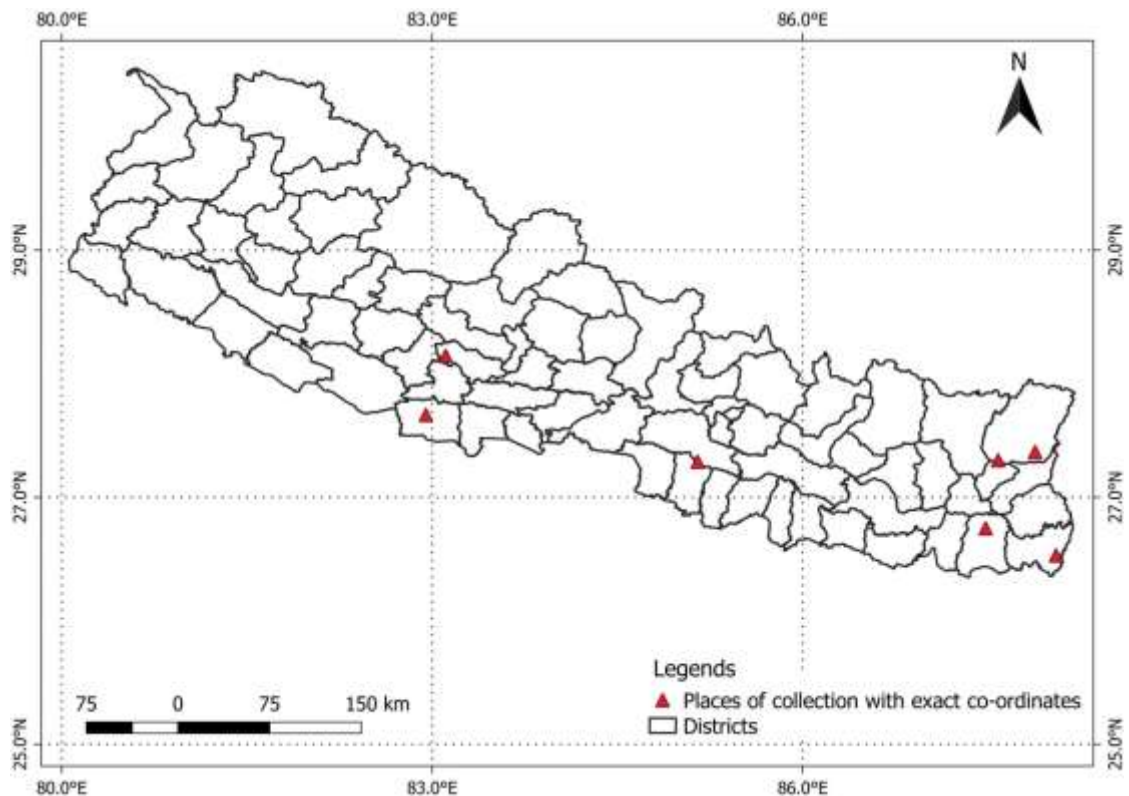 80.0°E 83.0°E 86.0°E
N
29.0°N 29.0°N
27.0°N 27.0°N
Legends
75 0 75 150 km
Places of collection with exact co-ordinates
Districts
25.0°N 25.0°N
80.0°E 83.0°E 86.0°E